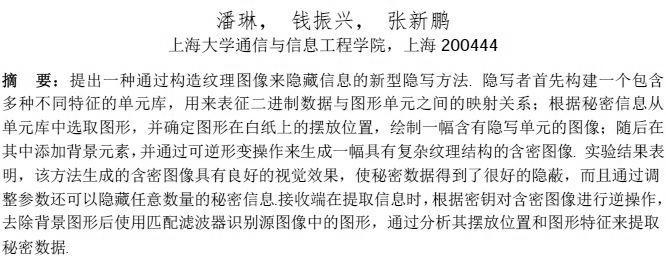 潘琳， 钱振兴， 张新鹏
上海大学通信与信息工程学院，上海 200444
摘　要：提出一种通过构造纹理图像来隐藏信息的新型隐写方法. 隐写者首先构建一个包含
多种不同特征的单元库，用来表征二进制数据与图形单元之间的映射关系；根据秘密信息从
单元库中选取图形，并确定图形在白纸上的摆放位置，绘制一幅含有隐写单元的图像；随后在
其中添加背景元素，并通过可逆形变操作来生成一幅具有复杂纹理结构的含密图像. 实验结果表
明，该方法生成的含密图像具有良好的视觉效果，使秘密数据得到了很好的隐蔽，而且通过调
整参数还可以隐藏任意数量的秘密信息.接收端在提取信息时，根据密钥对含密图像进行逆操作，
去除背景图形后使用匹配滤波器识别源图像中的图形，通过分析其摆放位置和图形特征来提取
秘密数据.